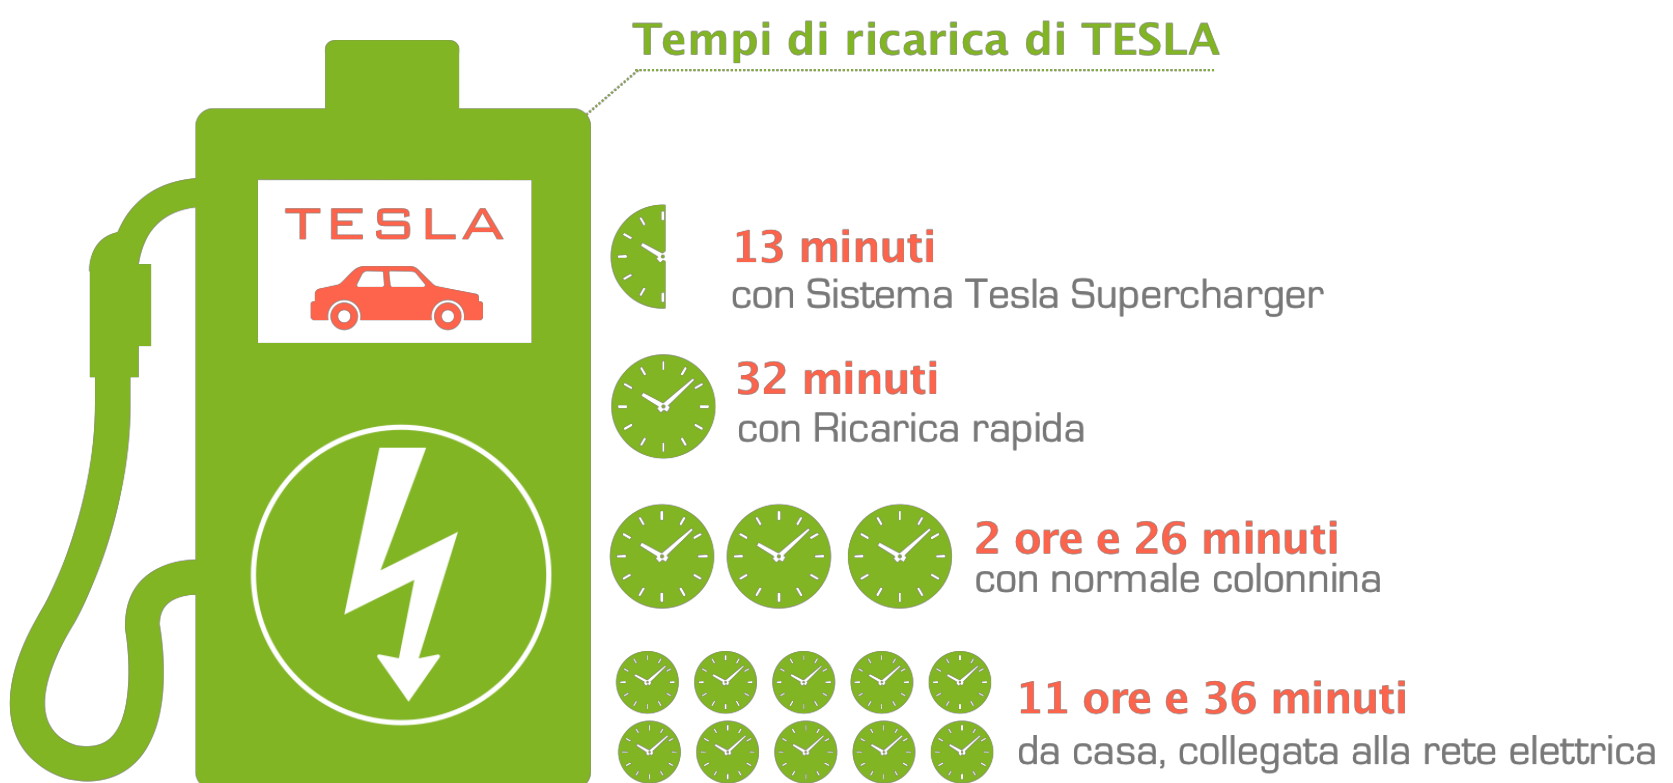 Tempi di ricarica di TESLA
TESLA
13 minuti
con Sistema Tesla Supercharger
32 minuti
con Ricarica rapida
2 ore e 26 minuti
con normale colonnina
11 ore e 36 minuti
da casa, collegata alla rete elettrica